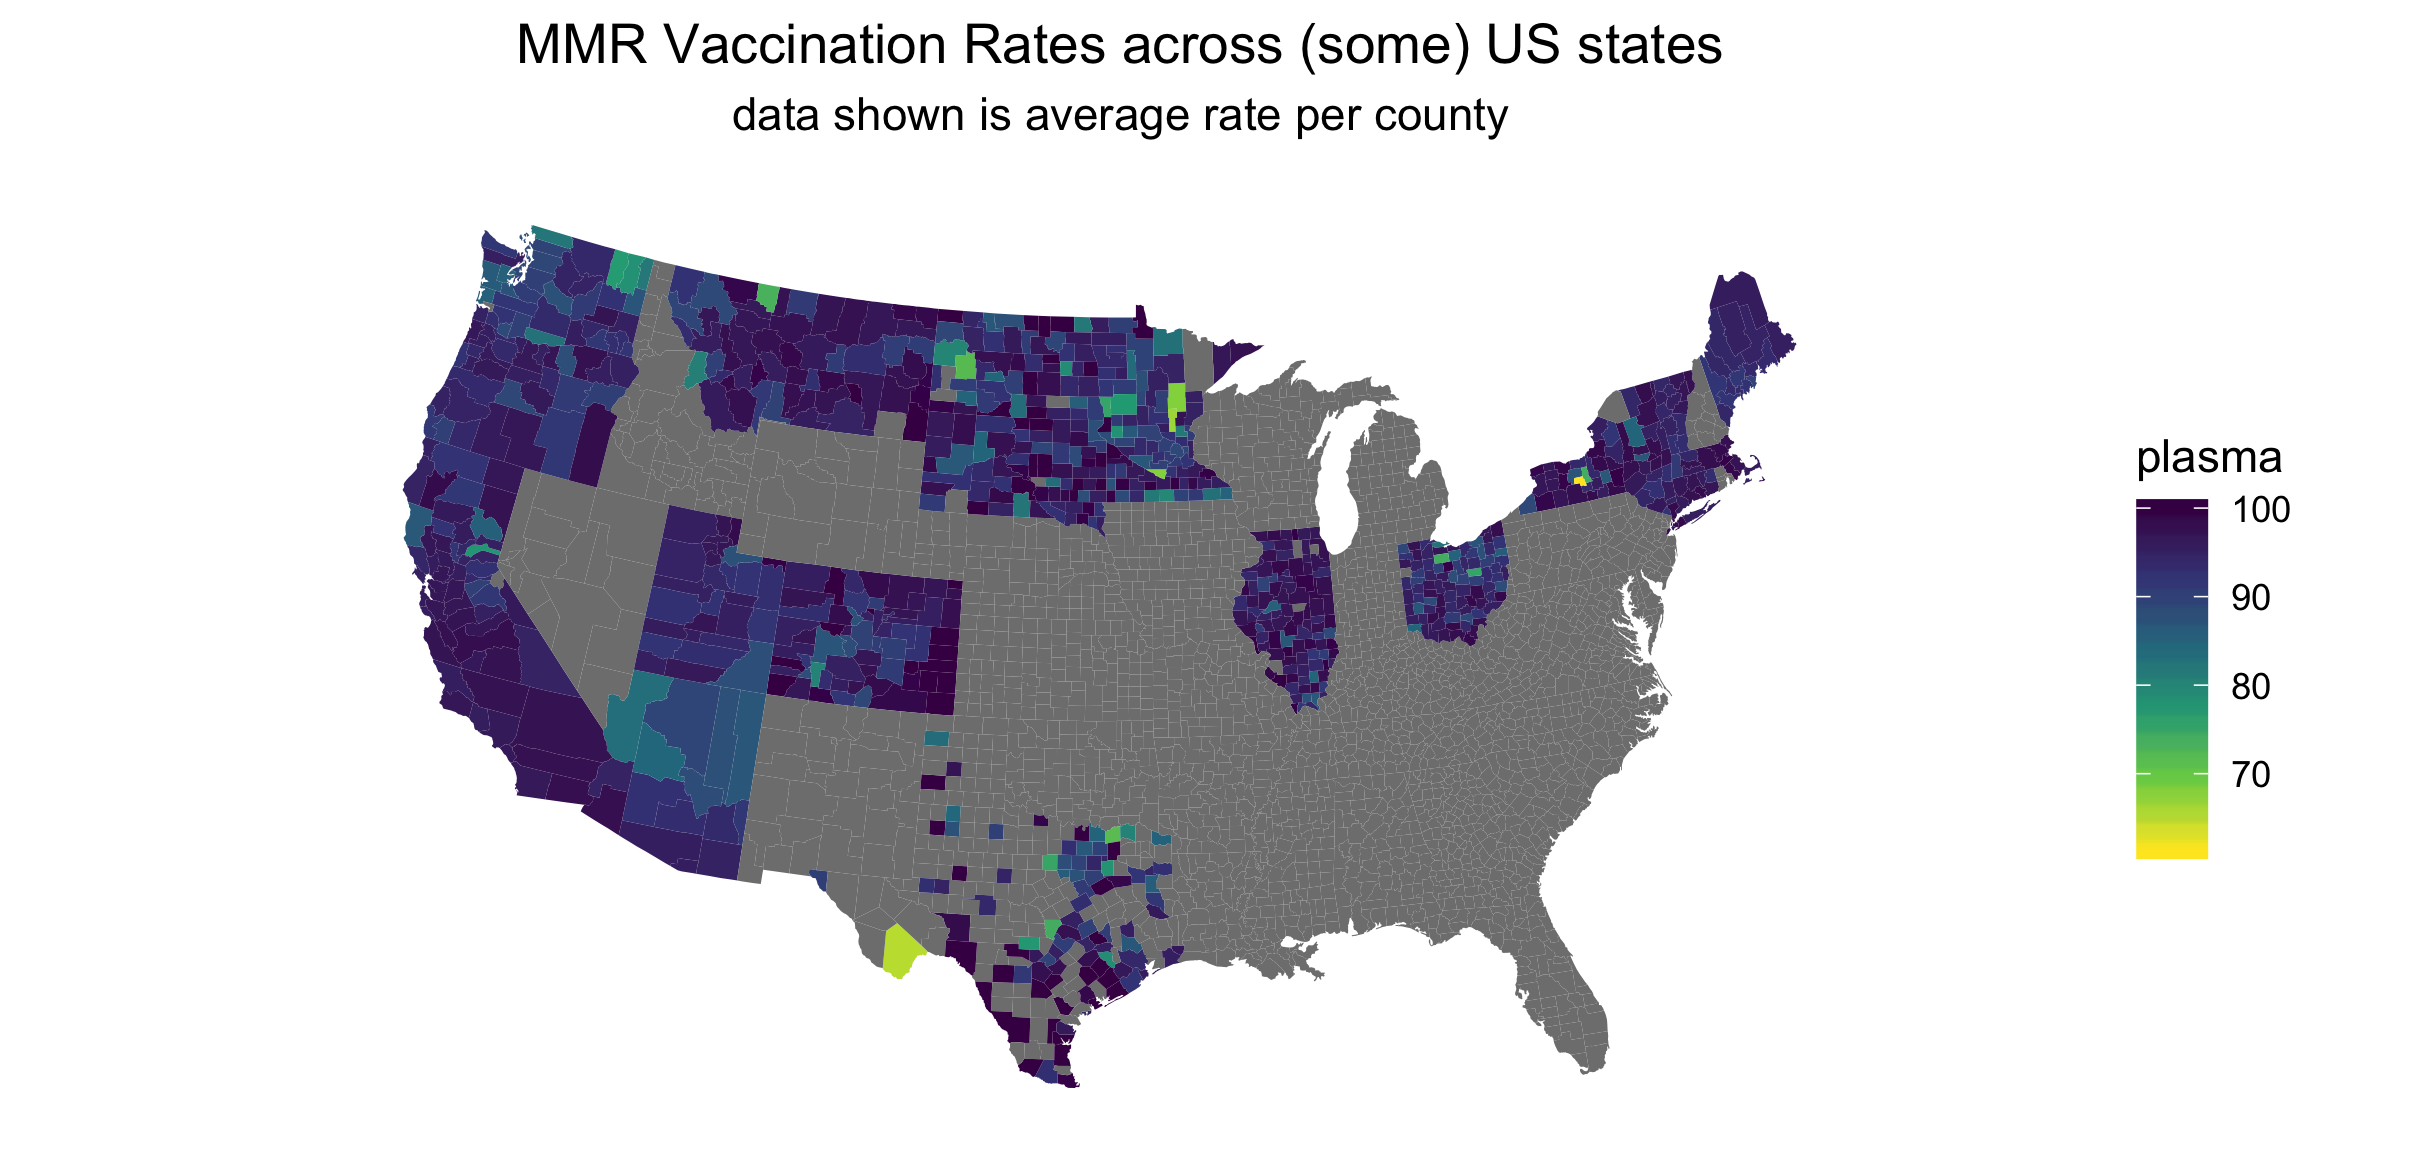 MMR Vaccination Rates across (some) US states
data shown is average rate per county
plasma
100
90
80
70